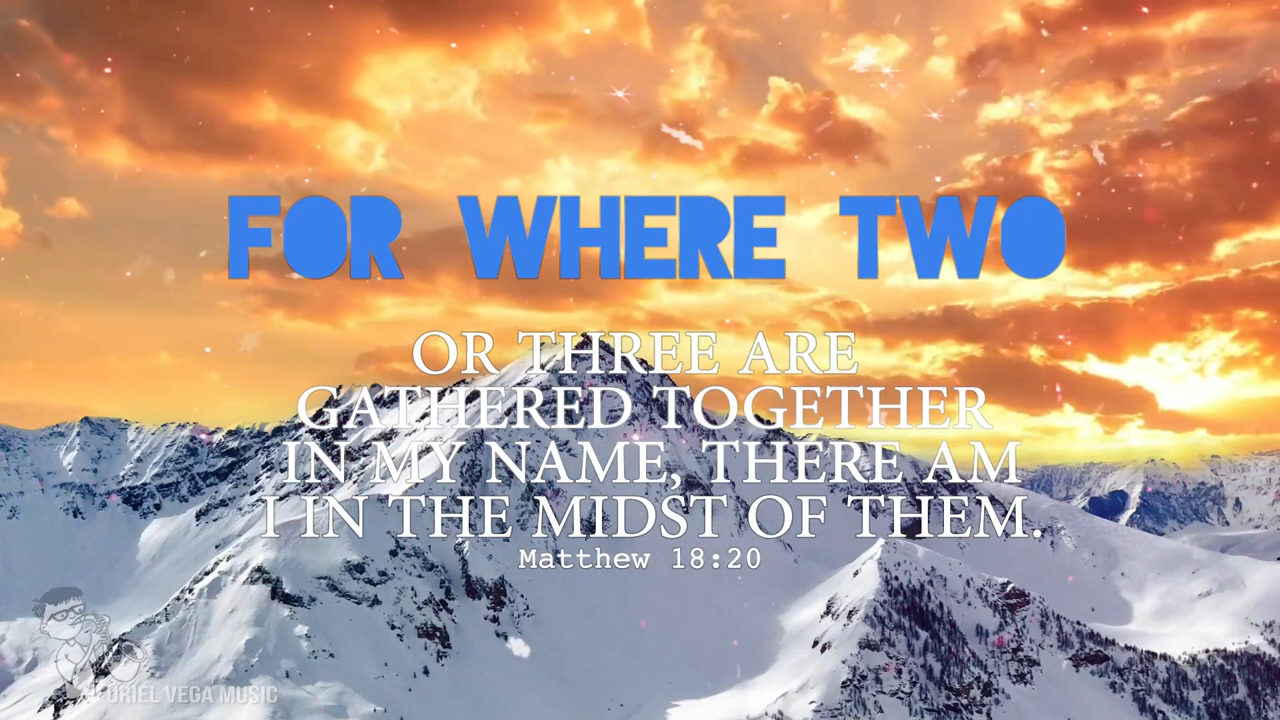 FOR WHERE TWO
OR THREE ARE
GATHERED TOGETHER
IN MY NAME, THERE AM
I IN THE MIDST OF THEM.
Matthew 18:20
URIEL VEGA MUSIC